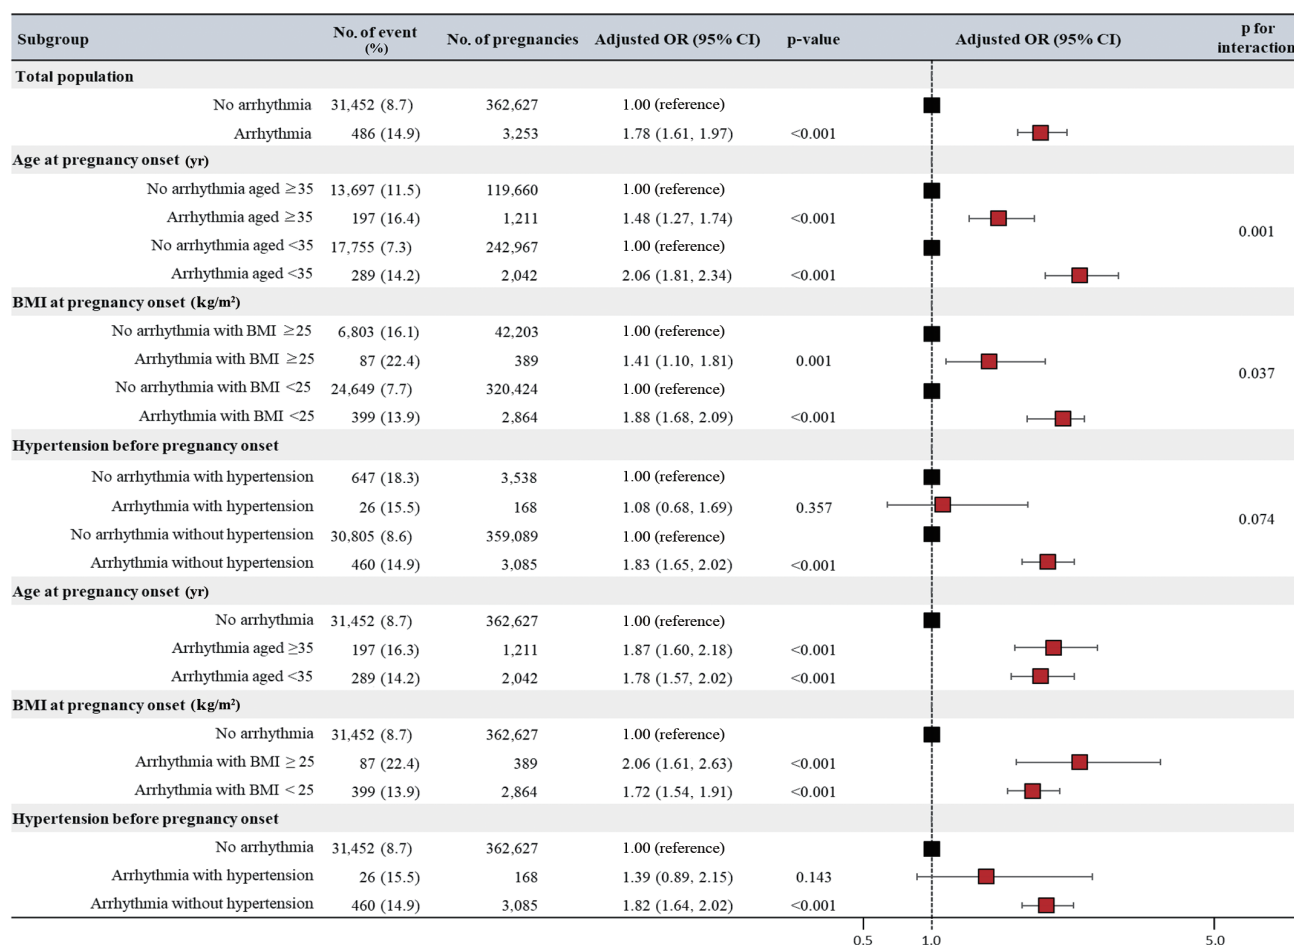 Subgroup No. of event (%) No. of pregnancies Adjusted OR (95% CI) p-value Adjusted OR (95% CI) p for interaction
Total population
No arrhythmia 31,452 (8.7) 362,627 1.00 (reference)
Arrhythmia 486 (14.9) 3,253 1.78 (1.61, 1.97) <0.001
Age at pregnancy onset (yr)
No arrhythmia aged ≥35 13,697 (11.5) 119,660 1.00 (reference)
Arrhythmia aged ≥35 197 (16.4) 1,211 1.48 (1.27, 1.74) <0.001
0.001
No arrhythmia aged <35 17,755 (7.3) 242,967 1.00 (reference)
Arrhythmia aged <35 289 (14.2) 2,042 2.06 (1.81, 2.34) <0.001
BMI at pregnancy onset (kg/m²)
No arrhythmia with BMI ≥25 6,803 (16.1) 42,203 1.00 (reference)
Arrhythmia with BMI ≥25 87 (22.4) 389 1.41 (1.10, 1.81) 0.001
0.037
No arrhythmia with BMI <25 24,649 (7.7) 320,424 1.00 (reference)
Arrhythmia with BMI <25 399 (13.9) 2,864 1.88 (1.68, 2.09) <0.001
Hypertension before pregnancy onset
No arrhythmia with hypertension 647 (18.3) 3,538 1.00 (reference)
Arrhythmia with hypertension 26 (15.5) 168 1.08 (0.68, 1.69) 0.357
0.074
No arrhythmia without hypertension 30,805 (8.6) 359,089 1.00 (reference)
Arrhythmia without hypertension 460 (14.9) 3,085 1.83 (1.65, 2.02) <0.001
Age at pregnancy onset (yr)
No arrhythmia 31,452 (8.7) 362,627 1.00 (reference)
Arrhythmia aged ≥35 197 (16.3) 1,211 1.87 (1.60, 2.18) <0.001
Arrhythmia aged <35 289 (14.2) 2,042 1.78 (1.57, 2.02) <0.001
BMI at pregnancy onset (kg/m²)
No arrhythmia 31,452 (8.7) 362,627 1.00 (reference)
Arrhythmia with BMI ≥ 25 87 (22.4) 389 2.06 (1.61, 2.63) <0.001
Arrhythmia with BMI < 25 399 (13.9) 2,864 1.72 (1.54, 1.91) <0.001
Hypertension before pregnancy onset
No arrhythmia 31,452 (8.7) 362,627 1.00 (reference)
Arrhythmia with hypertension 26 (15.5) 168 1.39 (0.89, 2.15) 0.143
Arrhythmia without hypertension 460 (14.9) 3,085 1.82 (1.64, 2.02) <0.001
0.5 1.0 5.0